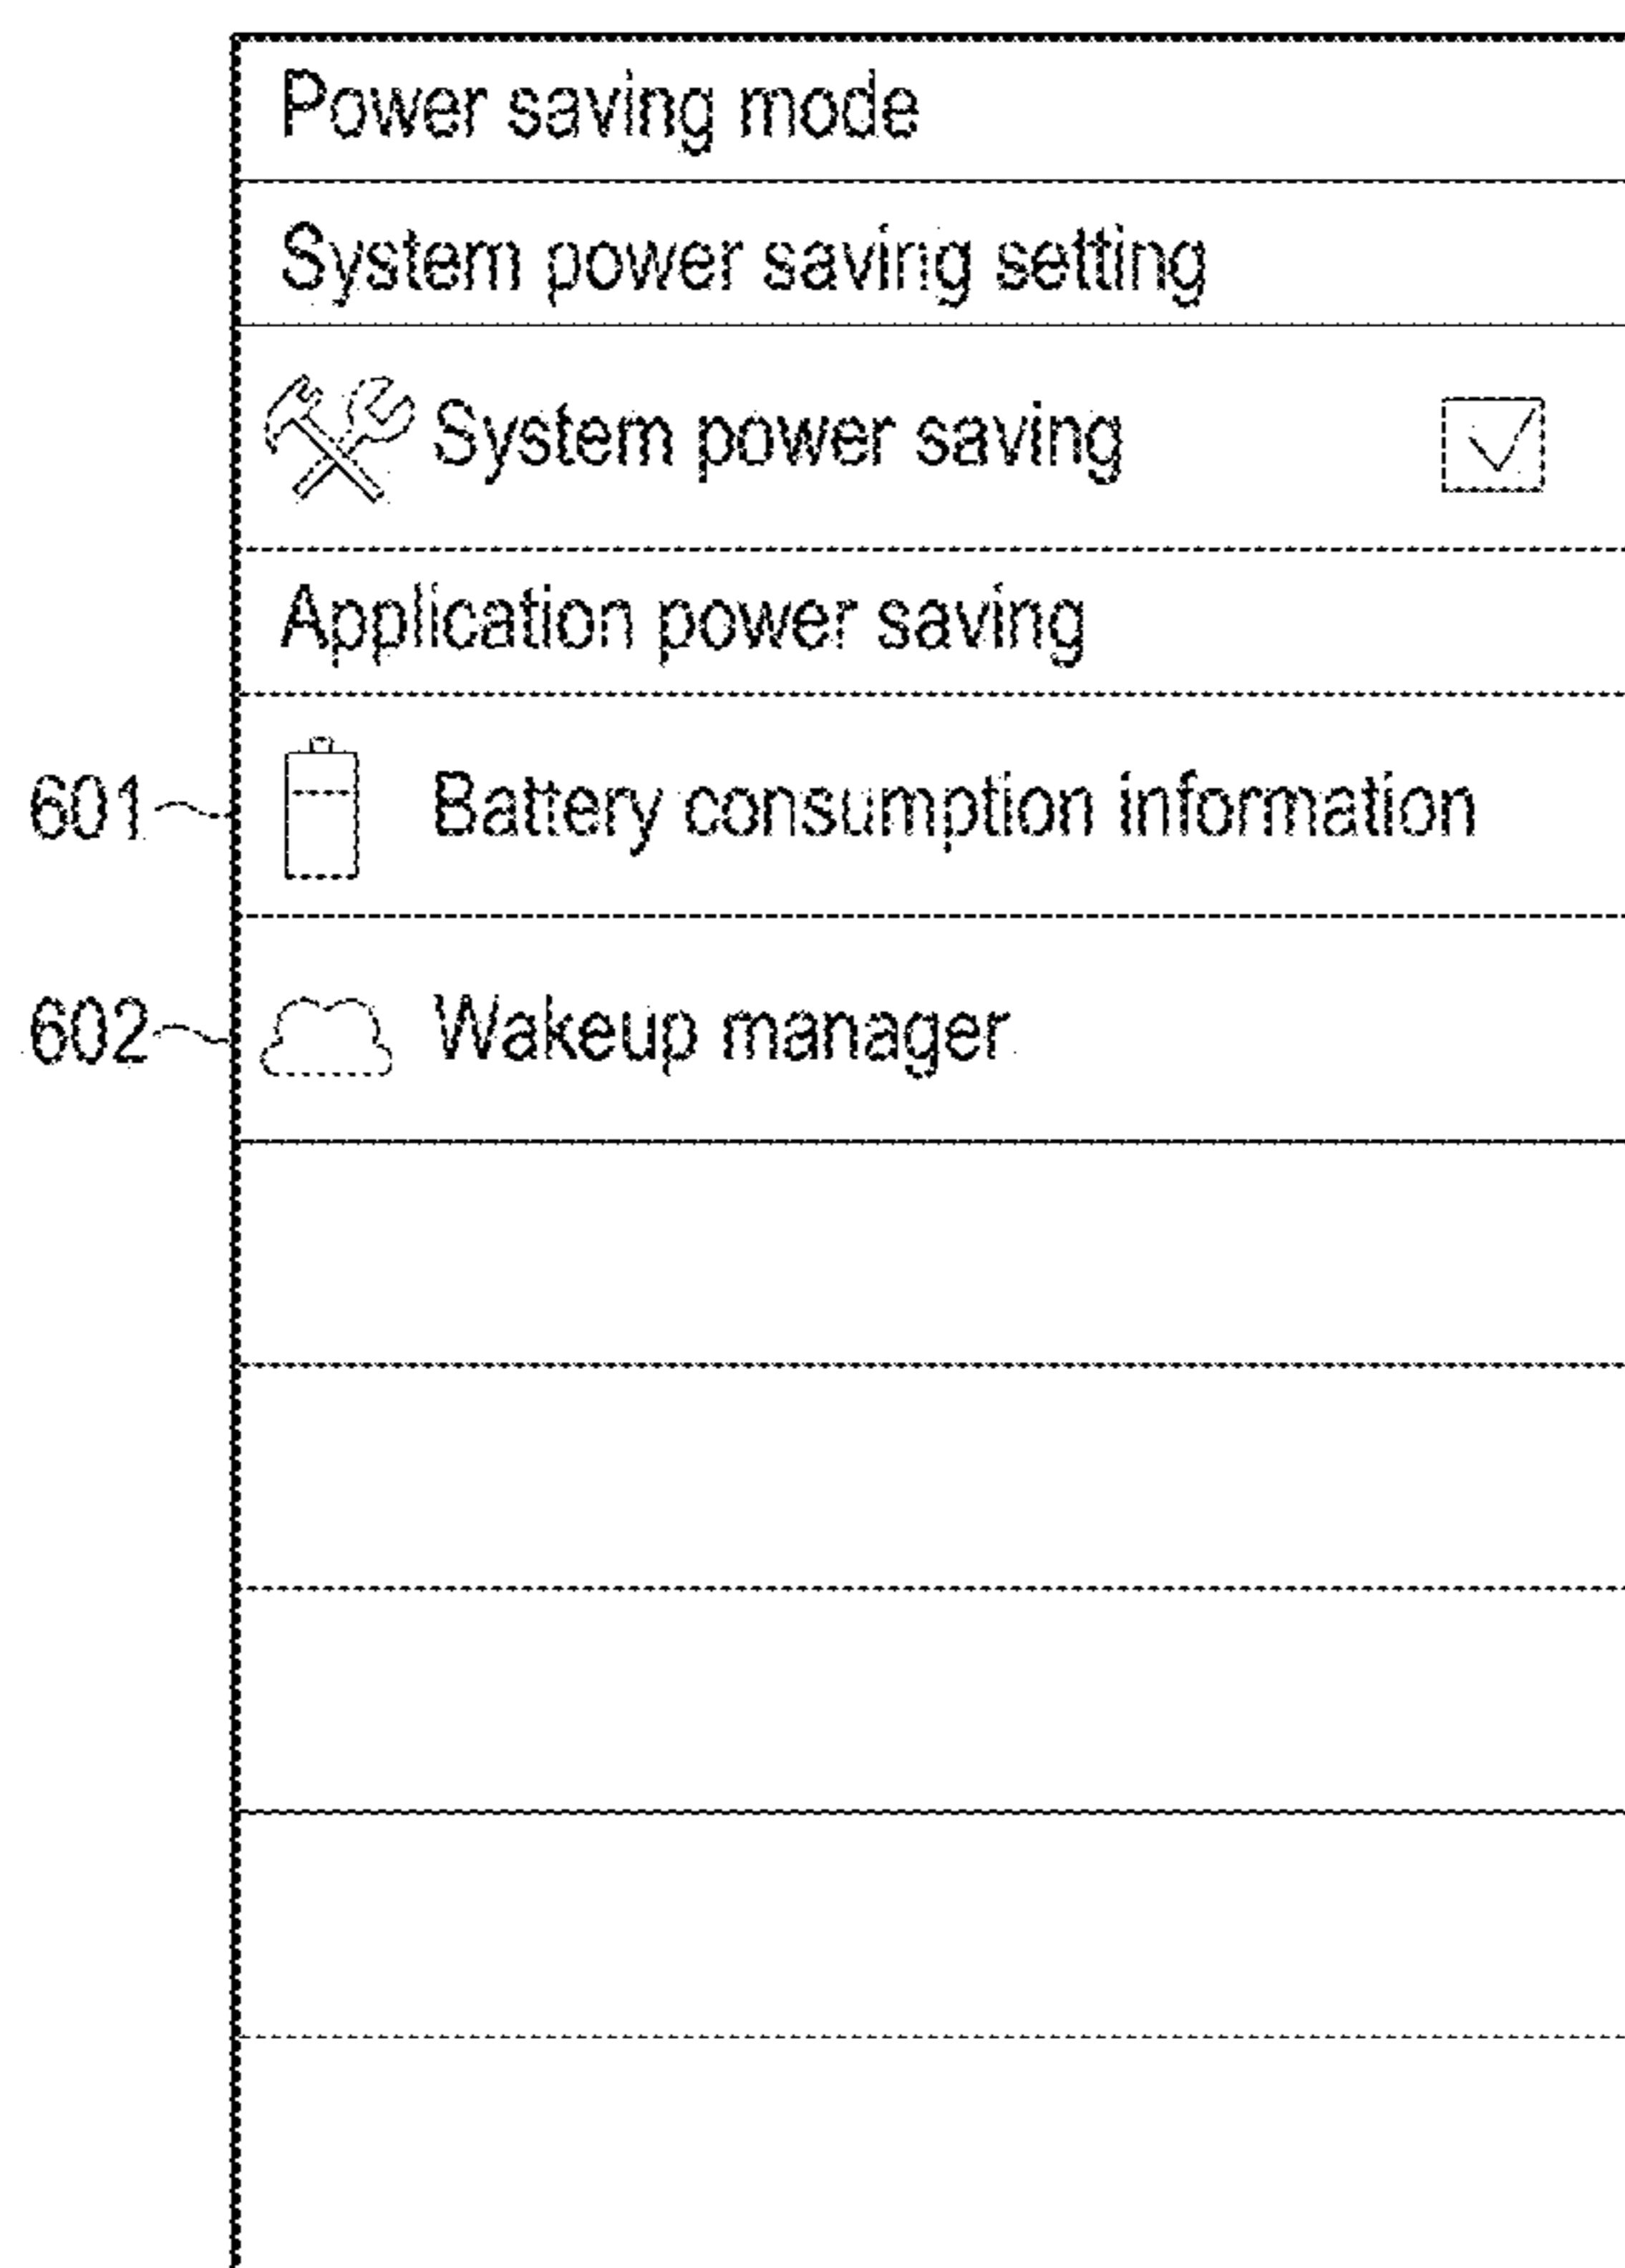 Power saving mode
System power saving setting
System power saving
Application power saving
601 Battery consumption information
602 Wakeup manager